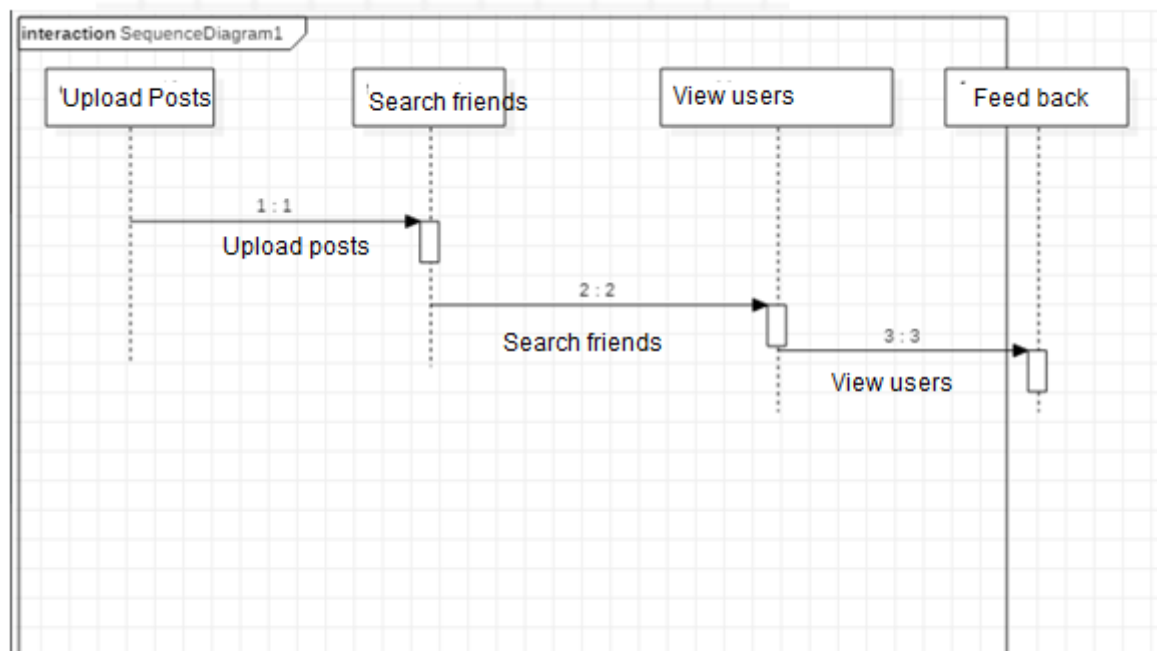 interaction SequenceDiagram1
Upload Posts
Search friends
View users
Feed back
1 : 1
Upload posts
2 : 2
Search friends
3 : 3
View users